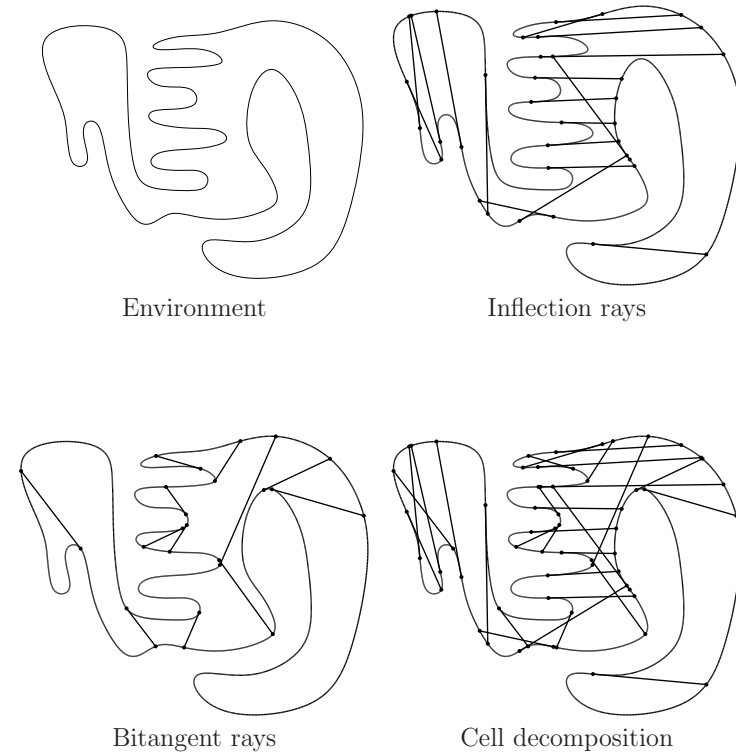 Environment
Inflection rays
Bitangent rays
Cell decomposition